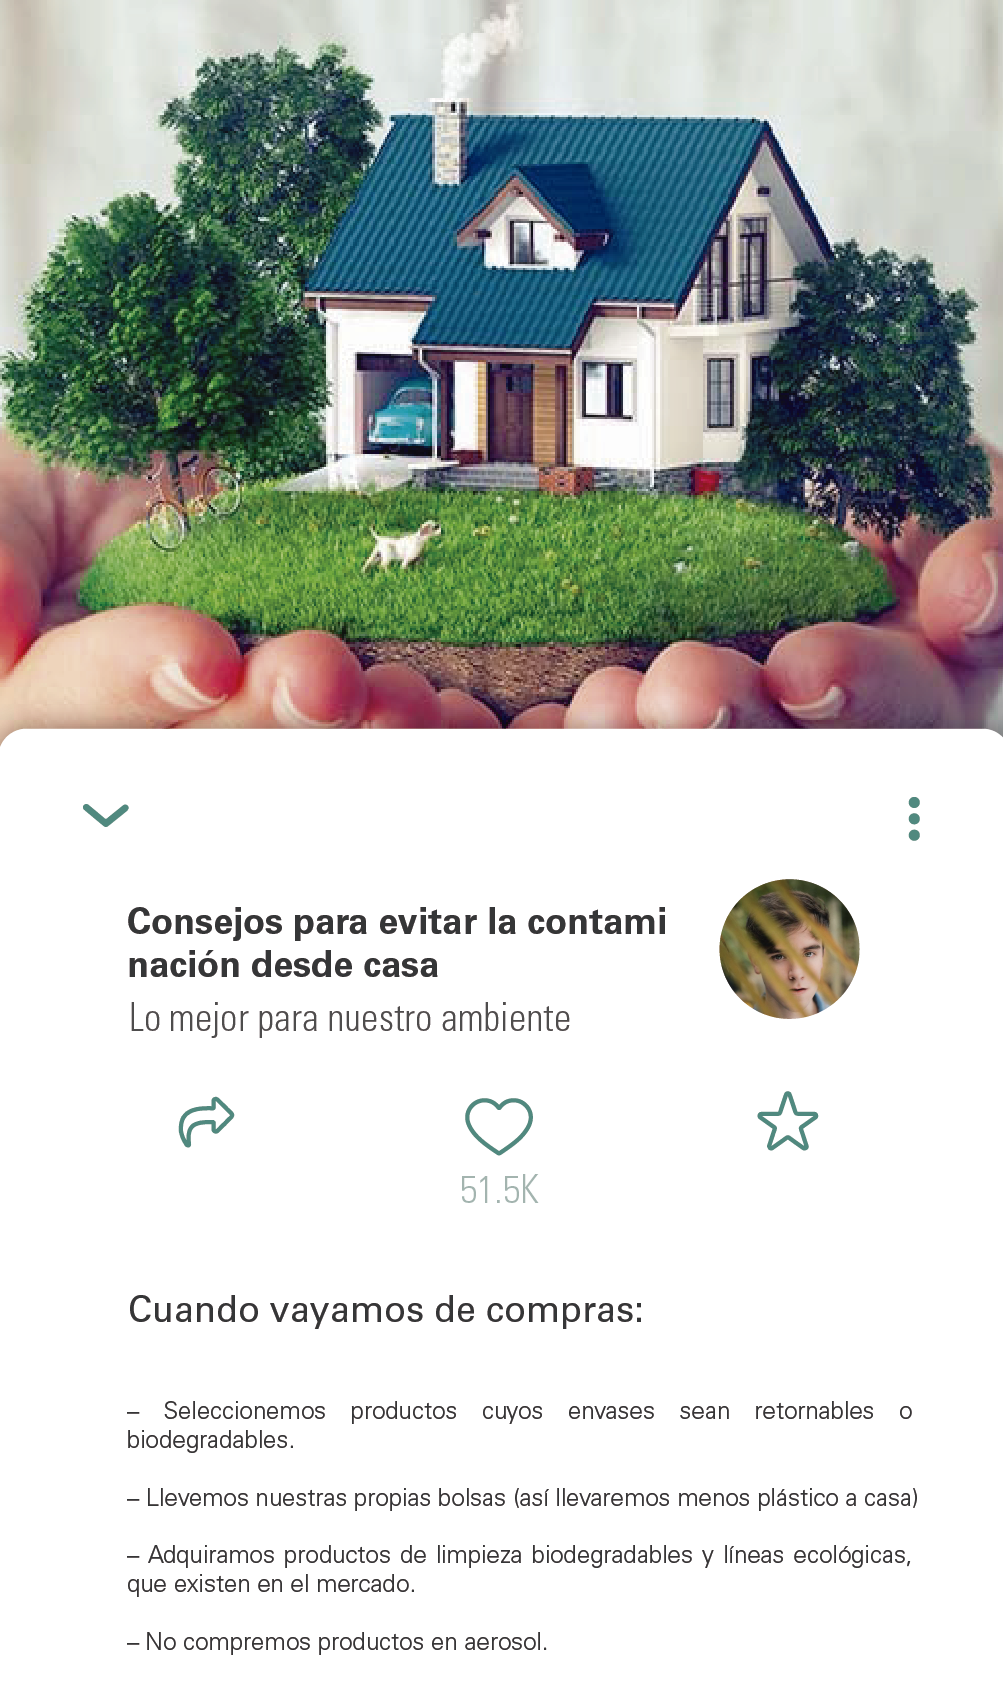 Consejos para evitar la contami
nación desde casa
Lo mejor para nuestro ambiente
51.5K
Cuando vayamos de compras:
– Seleccionemos productos cuyos envases sean retornables o
biodegradables.
– Llevemos nuestras propias bolsas (así llevaremos menos plástico a casa)
– Adquiramos productos de limpieza biodegradables y líneas ecológicas,
que existen en el mercado.
– No compremos productos en aerosol.